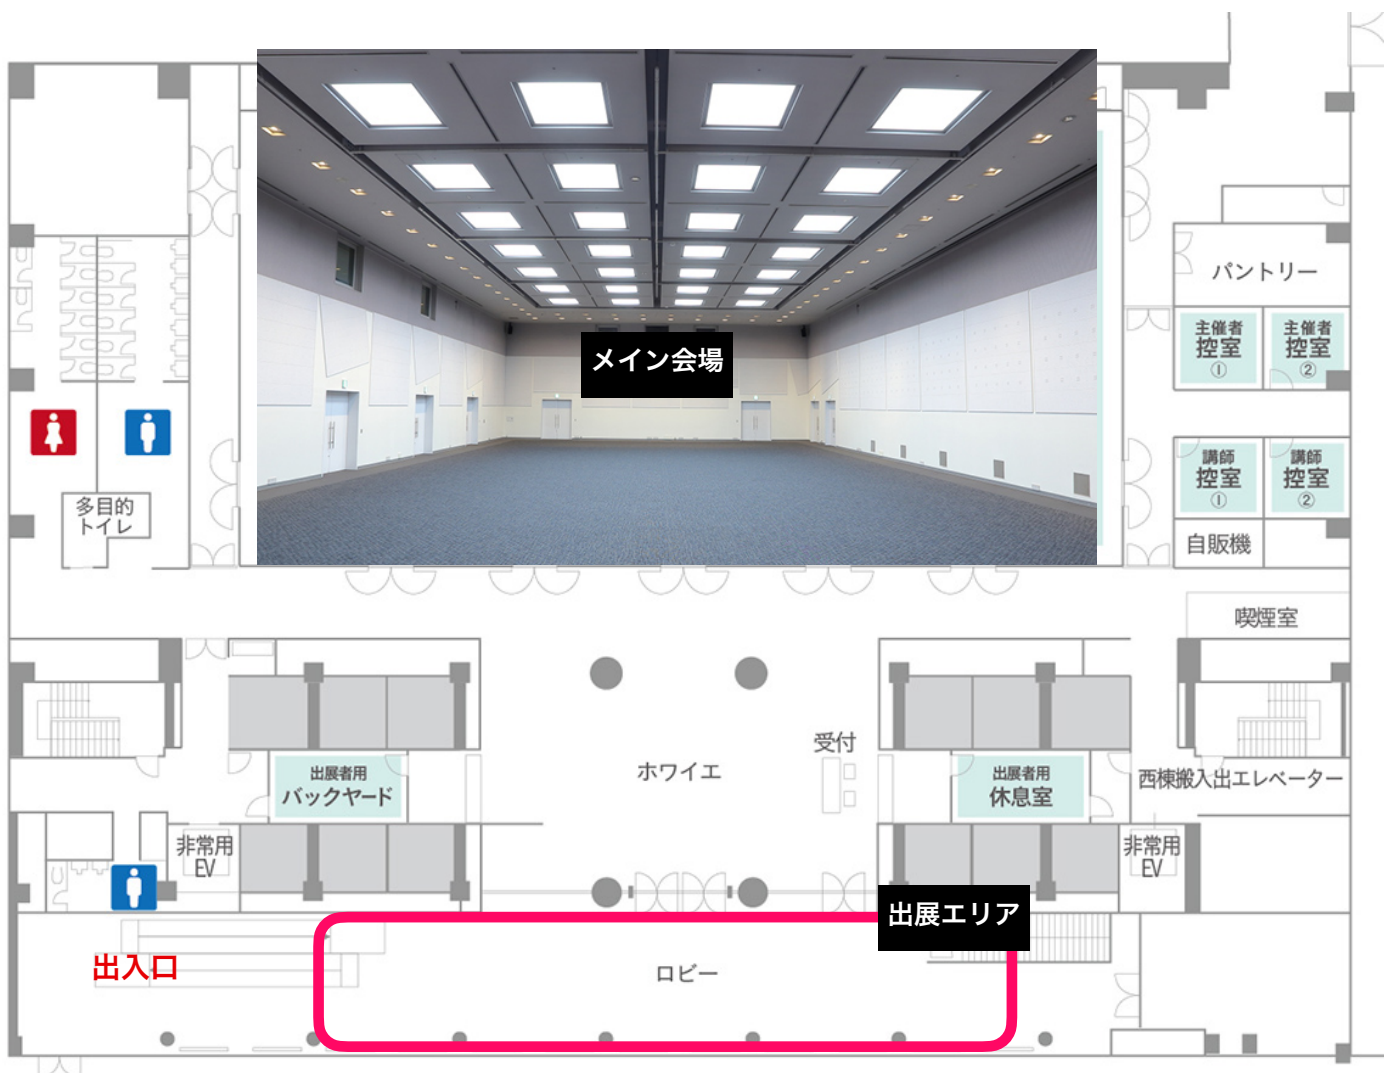 メイン会場
パントリー
主催者
控室
①
主催者
控室
②
講師
控室
①
講師
控室
②
多目的
トイレ
自販機
喫煙室
受付
ホワイエ
出展者用
バックヤード
出展者用
休息室
西棟搬入出エレベーター
非常用
EV
非常用
EV
出展エリア
出入口
ロビー